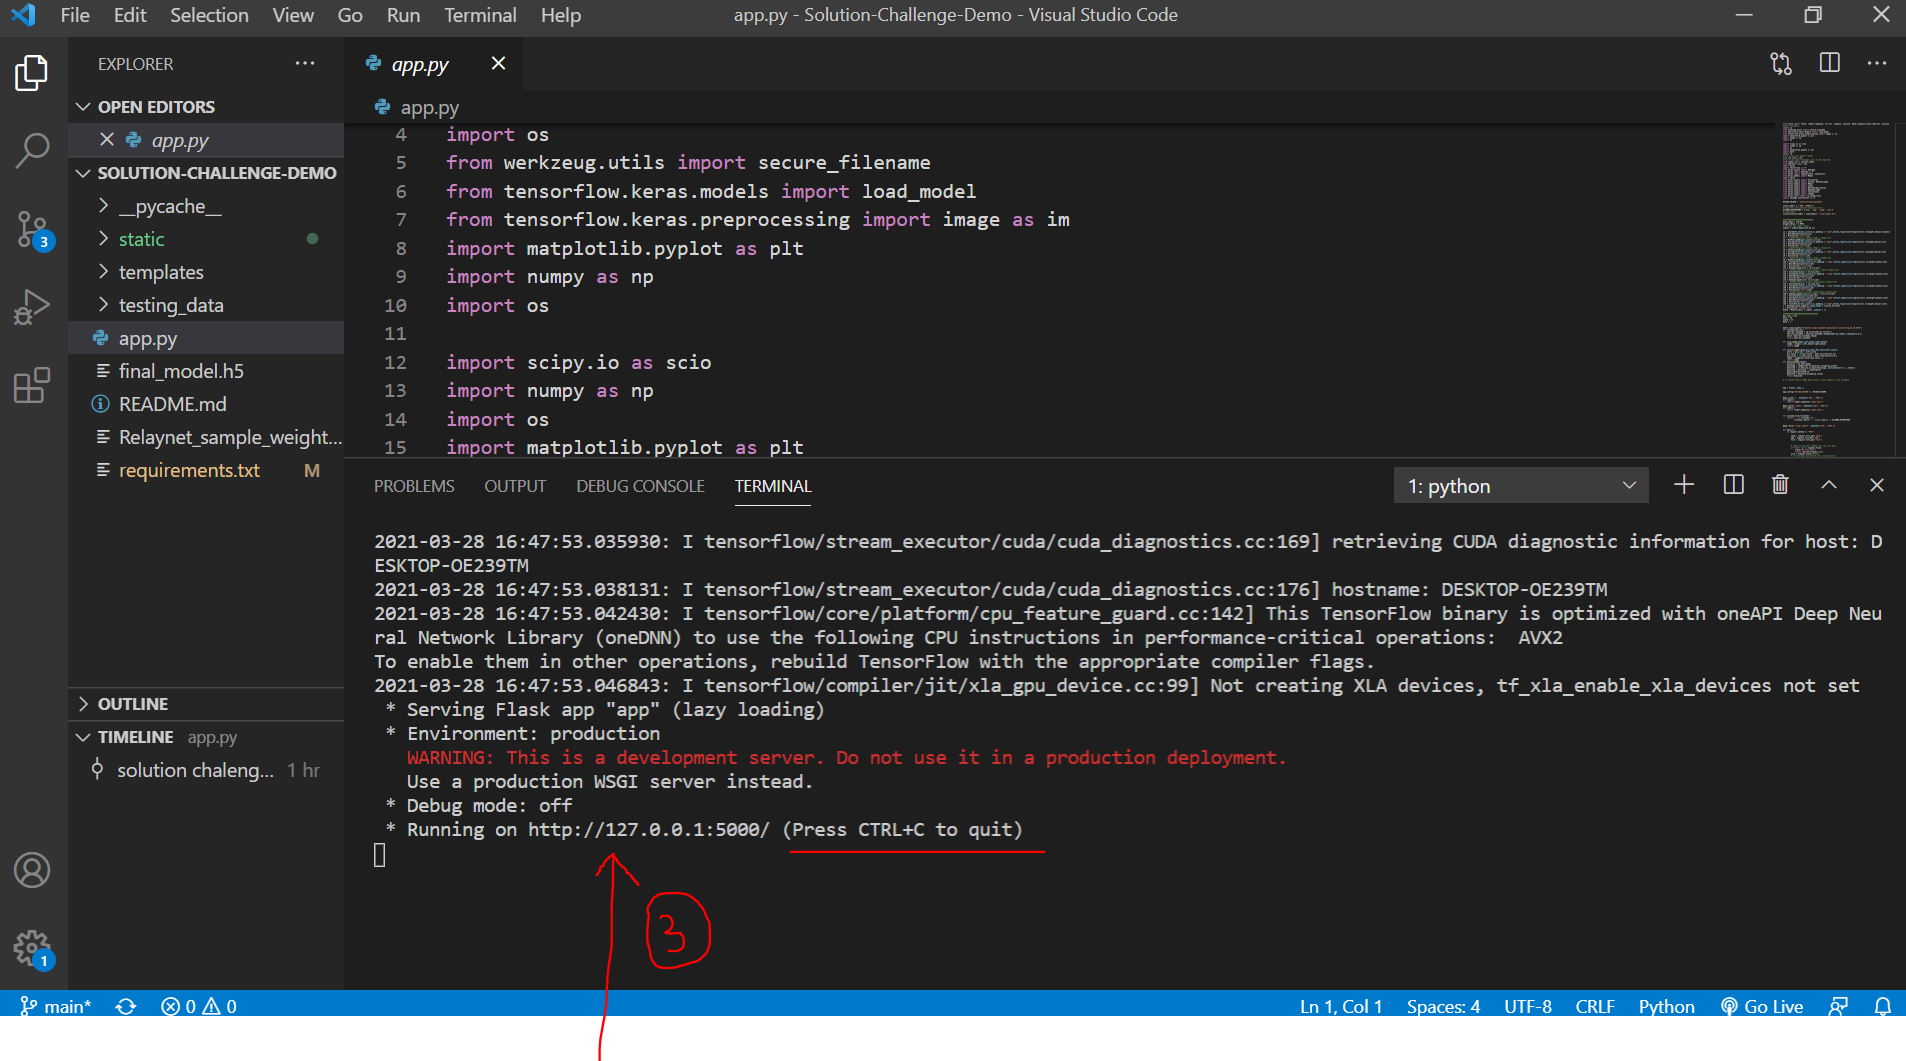 File Edit Selection View Go Run Terminal Help
app.py - Solution-Challenge-Demo - Visual Studio Code
EXPLORER
OPEN EDITORS
app.py
SOLUTION-CHALLENGE-DEMO
__pycache__
static
templates
testing_data
app.py
final_model.h5
README.md
Relaynet_sample_weight...
requirements.txt M
OUTLINE
TIMELINE app.py
solution chaleng... 1 hr
3
1
app.py
app.py
4 import os
5 from werkzeug.utils import secure_filename
6 from tensorflow.keras.models import load_model
7 from tensorflow.keras.preprocessing import image as im
8 import matplotlib.pyplot as plt
9 import numpy as np
10 import os
11
12 import scipy.io as scio
13 import numpy as np
14 import os
15 import matplotlib.pyplot as plt
PROBLEMS OUTPUT DEBUG CONSOLE TERMINAL
1: python
2021-03-28 16:47:53.035930: I tensorflow/stream_executor/cuda/cuda_diagnostics.cc:169] retrieving CUDA diagnostic information for host: D
ESKTOP-OE239TM
2021-03-28 16:47:53.038131: I tensorflow/stream_executor/cuda/cuda_diagnostics.cc:176] hostname: DESKTOP-OE239TM
2021-03-28 16:47:53.042430: I tensorflow/core/platform/cpu_feature_guard.cc:142] This TensorFlow binary is optimized with oneAPI Deep Neu
ral Network Library (oneDNN) to use the following CPU instructions in performance-critical operations:  AVX2
To enable them in other operations, rebuild TensorFlow with the appropriate compiler flags.
2021-03-28 16:47:53.046843: I tensorflow/compiler/jit/xla_gpu_device.cc:99] Not creating XLA devices, tf_xla_enable_xla_devices not set
* Serving Flask app "app" (lazy loading)
* Environment: production
WARNING: This is a development server. Do not use it in a production deployment.
Use a production WSGI server instead.
* Debug mode: off
* Running on http://127.0.0.1:5000/ (Press CTRL+C to quit)
3
main* 0 0
Ln 1, Col 1 Spaces: 4 UTF-8 CRLF Python Go Live